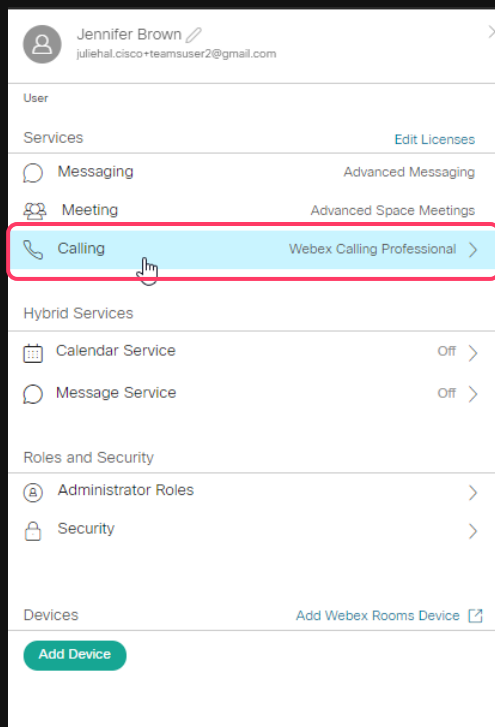 Jennifer Brown
juliehal.cisco+teamsuser2@gmail.com
User
Services Edit Licenses
Messaging Advanced Messaging
Meeting Advanced Space Meetings
Calling Webex Calling Professional
Hybrid Services
Calendar Service Off
Message Service Off
Roles and Security
Administrator Roles
Security
Devices Add Webex Rooms Device
Add Device